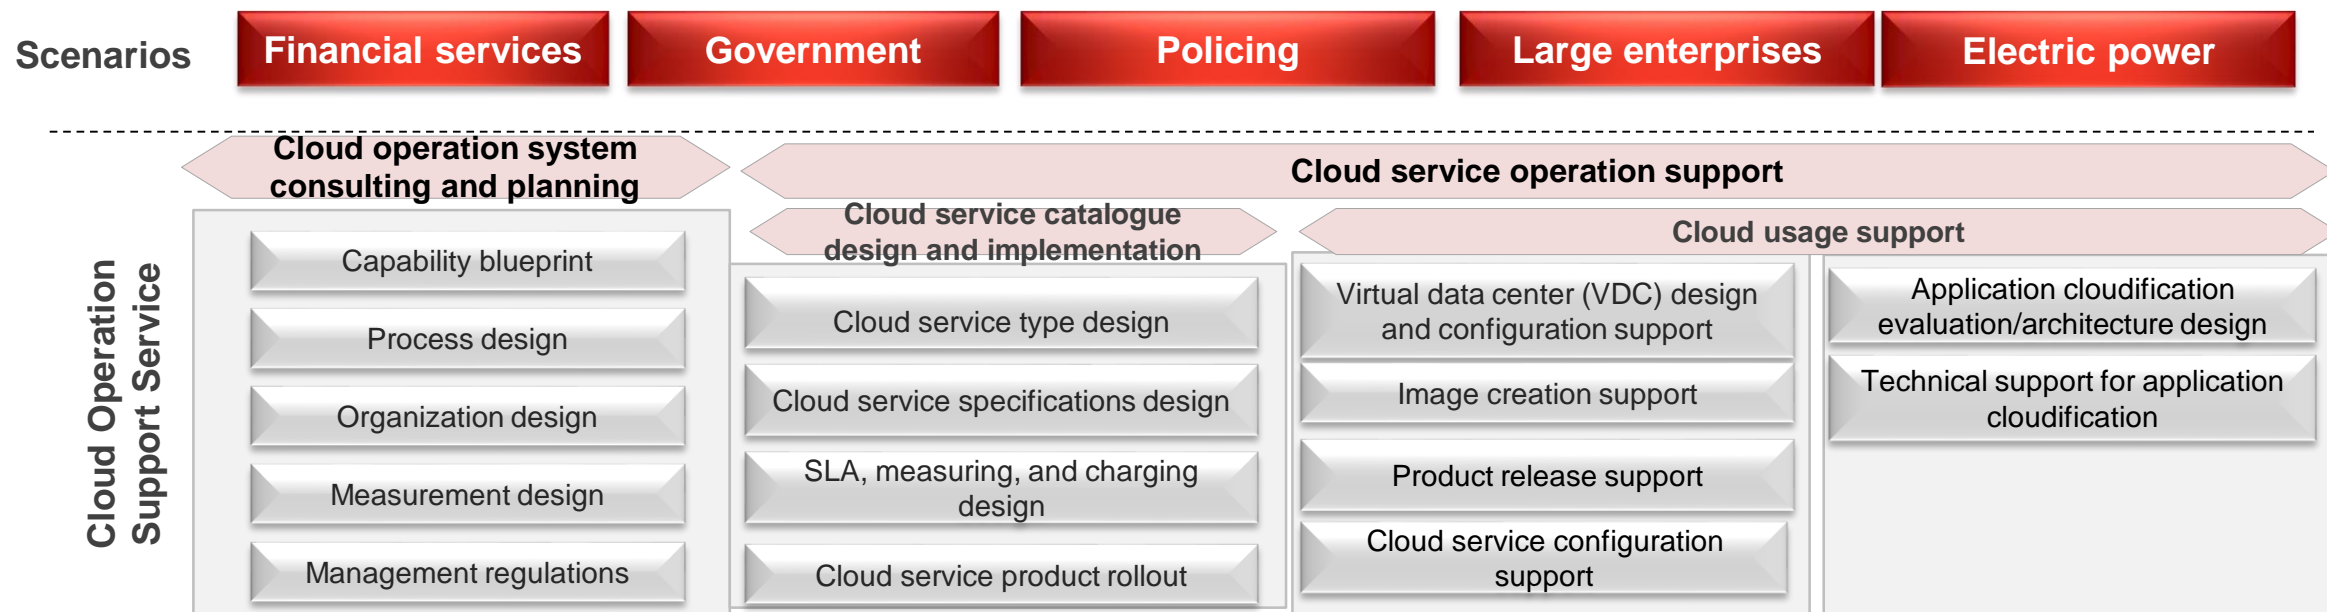 Scenarios
Financial services
Government
Policing
Large enterprises
Electric power
Cloud operation system
consulting and planning
Cloud service operation support
Cloud service catalogue
design and implementation
Cloud usage support
Cloud Operation
Support Service
Capability blueprint
Process design
Organization design
Measurement design
Management regulations
Cloud service type design
Cloud service specifications design
SLA, measuring, and charging
design
Cloud service product rollout
Virtual data center (VDC) design
and configuration support
Image creation support
Product release support
Cloud service configuration
support
Application cloudification
evaluation/architecture design
Technical support for application
cloudification